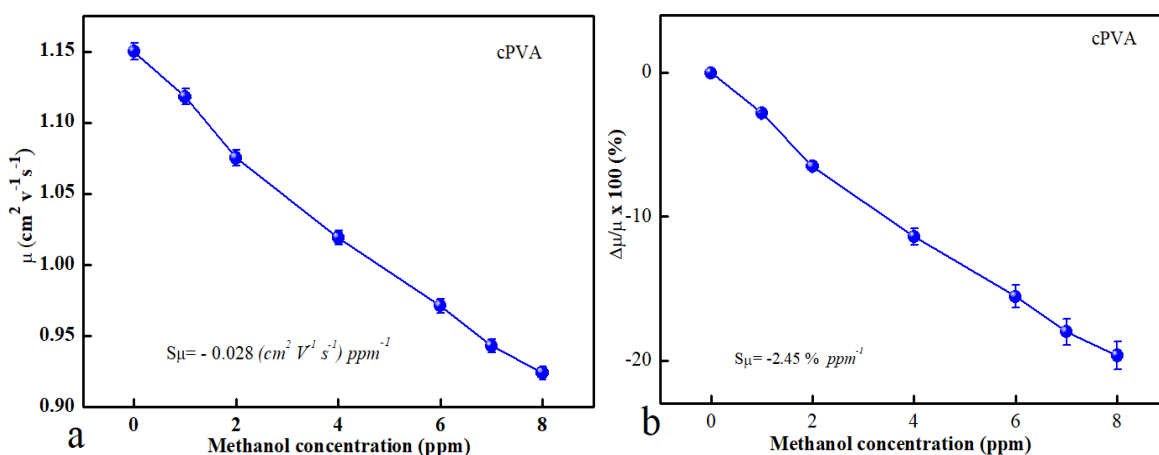 cPVA
1.15
1.10
1.05
1.00
0.95
0.90
μ (cm² v⁻¹s⁻¹)
Sμ= - 0.028 (cm² V⁻¹ s⁻¹) ppm⁻¹
0 2 4 6 8
Methanol concentration (ppm)
a
cPVA
0
-10
-20
Δμ/μ x 100 (%)
Sμ= -2.45 % ppm⁻¹
0 2 4 6 8
Methanol concentration (ppm)
b